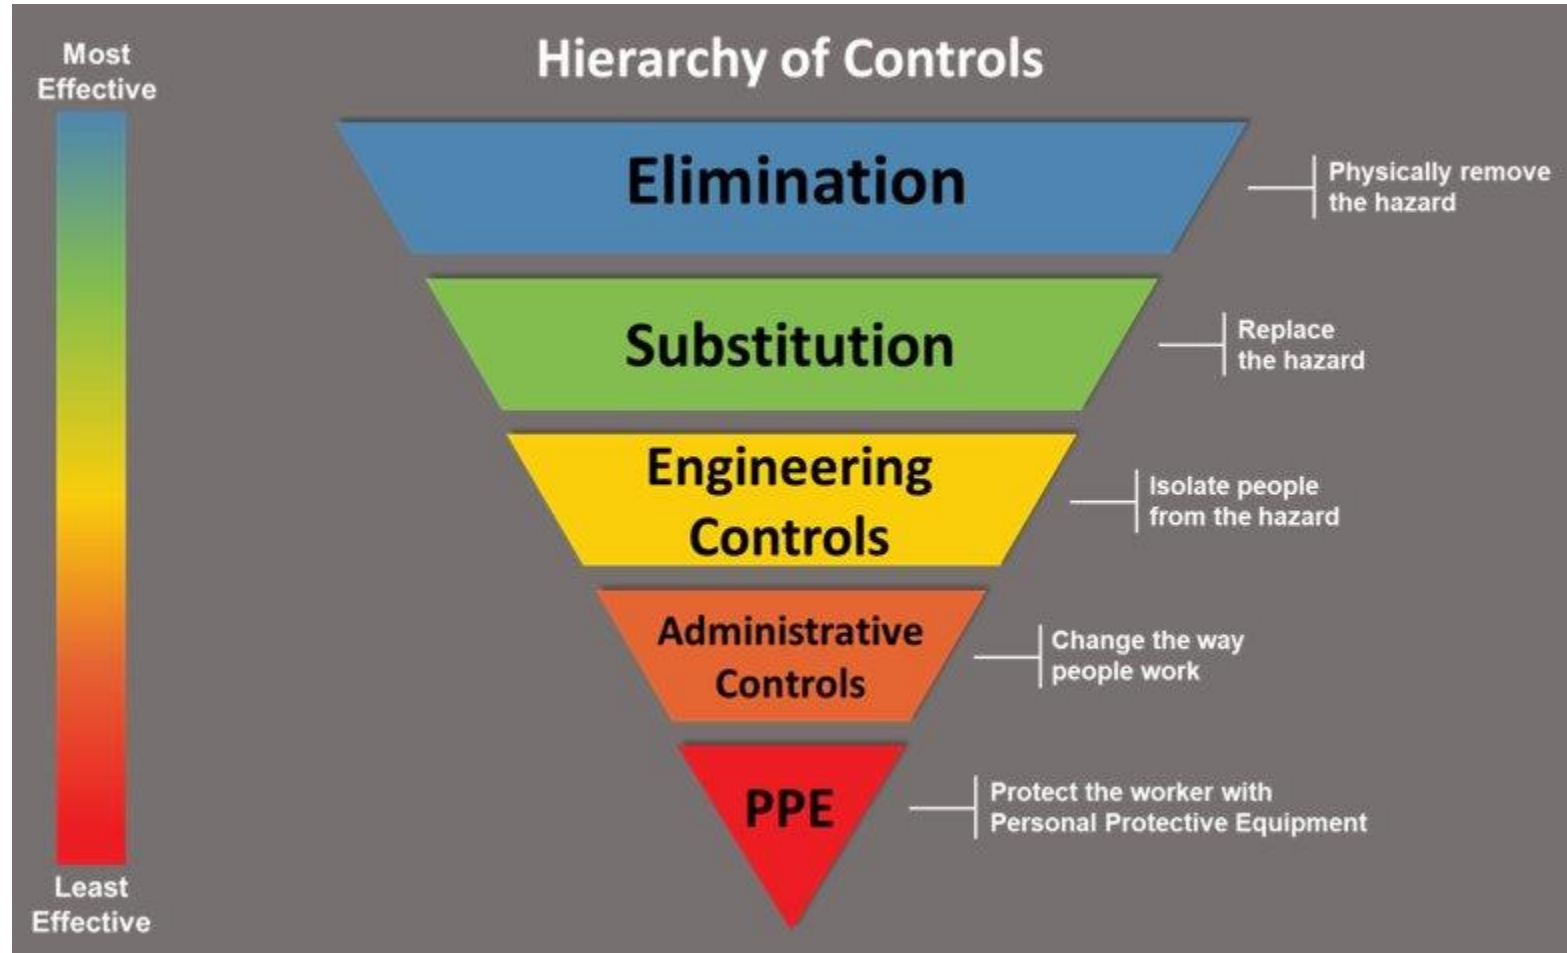 Hierarchy of Controls
Most
Effective
Elimination
Physically remove
the hazard
Substitution
Replace
the hazard
Engineering
Controls
Isolate people
from the hazard
Administrative
Controls
Change the way
people work
PPE
Protect the worker with
Personal Protective Equipment
Least
Effective